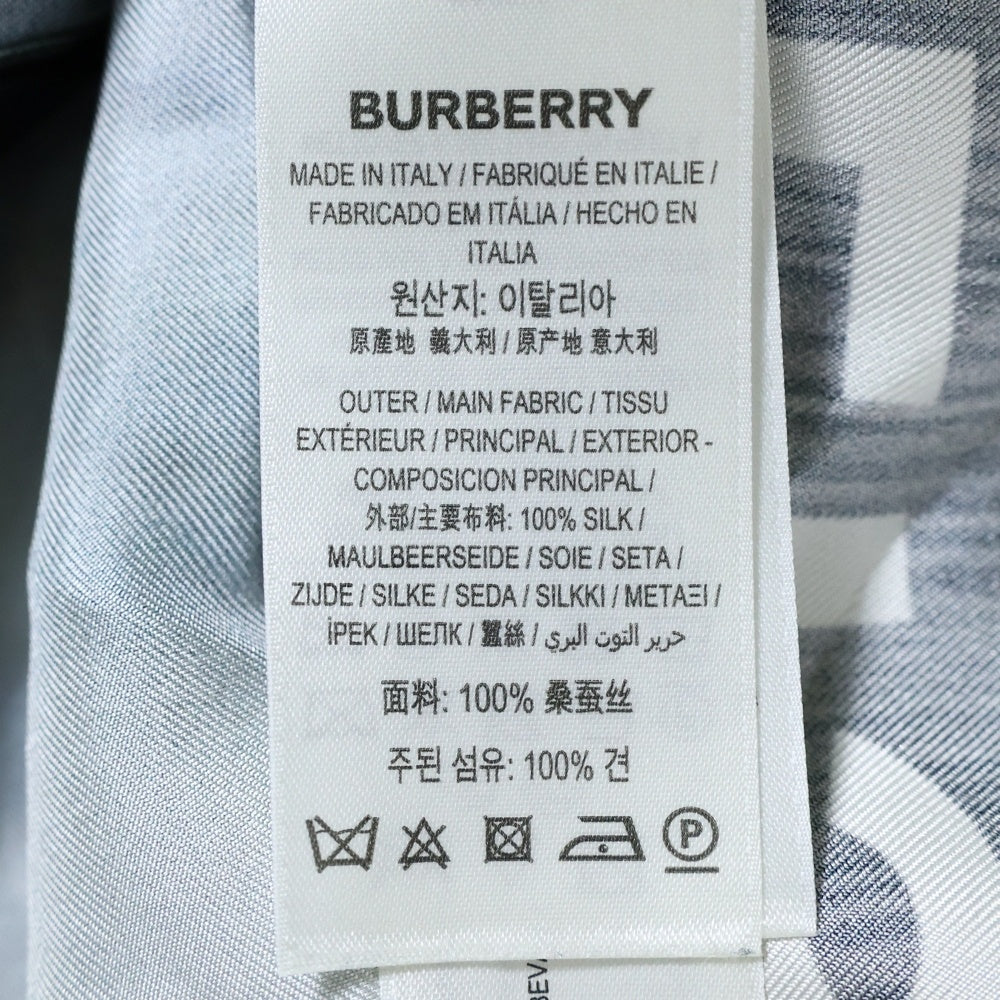 BURBERRY
MADE IN ITALY / FABRIQUÉ EN ITALIE /
FABRICADO EM ITÁLIA / HECHO EN
ITALIA
원산지: 이탈리아
原產地 義大利 / 原产地 意大利
OUTER / MAIN FABRIC / TISSU
EXTÉRIEUR / PRINCIPAL / EXTERIOR -
COMPOSICION PRINCIPAL /
外部/主要布料: 100% SILK /
MAULBEERSEIDE / SOIE / SETA /
ZIJDE / SILKE / SEDA / SILKKI / ΜΕΤΑΞΙ /
İPEK / ШЕЛК / 蠶絲 / حرير التوت البري
面料: 100% 桑蚕丝
주된 섬유: 100% 견
P